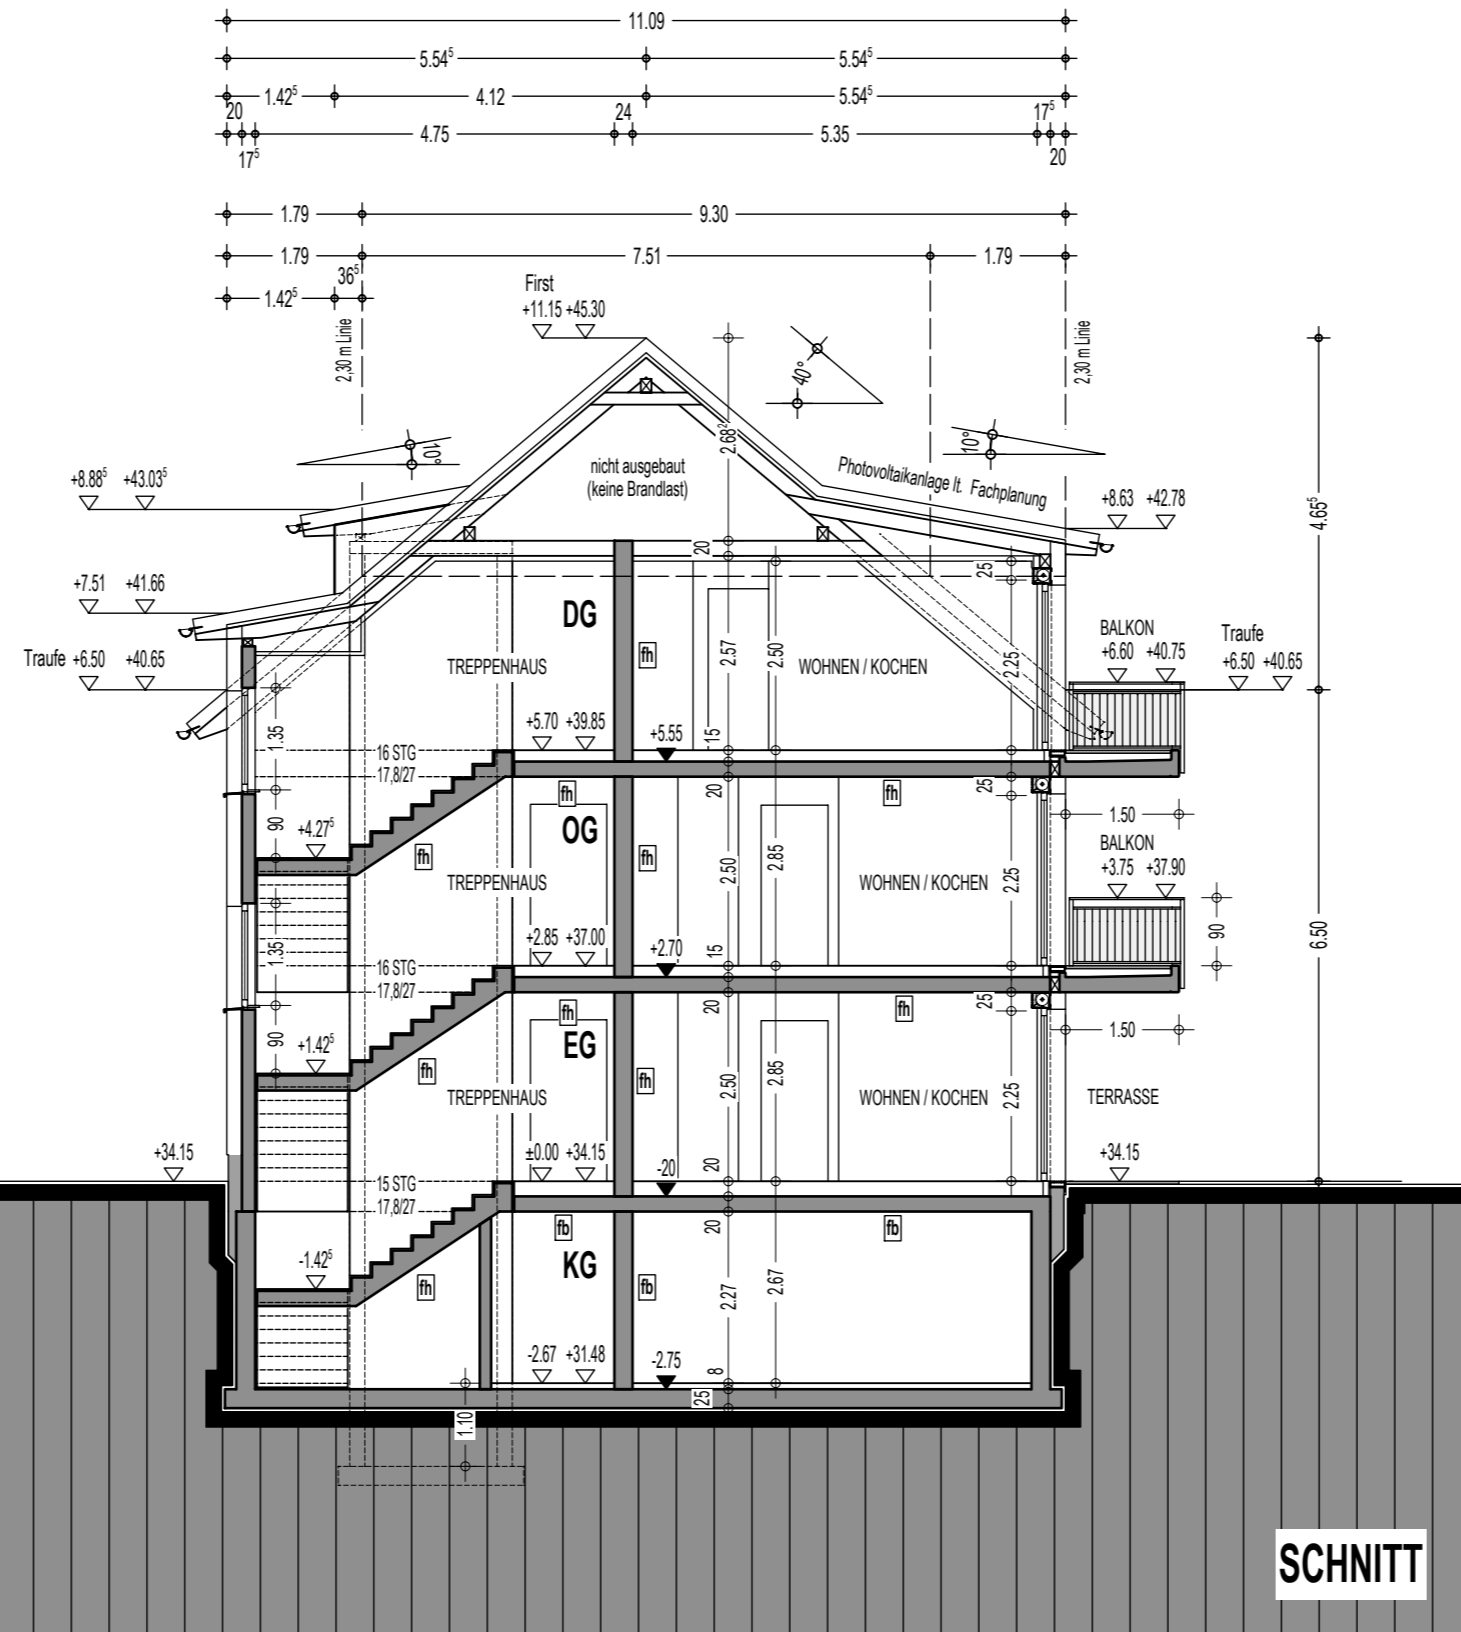 11.09
5.54⁵ 5.54⁵
1.42⁵ 4.12 5.54⁵
20 4.75 24 5.35 17⁵
17⁵ 20
1.79 9.30
1.79 7.51 1.79
1.42⁵ 36⁵
2,30 m Linie
2,30 m Linie
First
+11.15 +45.30
40°
10°
10°
2.68²
nicht ausgebaut
(keine Brandlast)
Photovoltaikanlage lt. Fachplanung
+8.88⁵ +43.03⁵
+8.63 +42.78
4.65⁵
+7.51 +41.66
Traufe +6.50 +40.65
20
25
DG
fh
TREPPENHAUS
2.57
2.50
WOHNEN / KOCHEN
2.25
BALKON
+6.60 +40.75
Traufe
+6.50 +40.65
1.35
16 STG
17,8/27
+5.70 +39.85
+5.55
15
20
25
90
+4.27⁵
fh
fh
OG
fh
fh
TREPPENHAUS
2.50
2.85
WOHNEN / KOCHEN
2.25
1.50
BALKON
+3.75 +37.90
90
6.50
1.35
16 STG
17,8/27
+2.85 +37.00
+2.70
15
20
25
90
+1.42⁵
fh
fh
EG
fh
fh
TREPPENHAUS
2.50
2.85
WOHNEN / KOCHEN
2.25
1.50
TERRASSE
+34.15
+34.15
15 STG
17,8/27
±0.00 +34.15
-20
20
20
-1.42⁵
fh
fb
KG
fb
fb
2.27
2.67
-2.67 +31.48
-2.75
8
25
1.10
SCHNITT